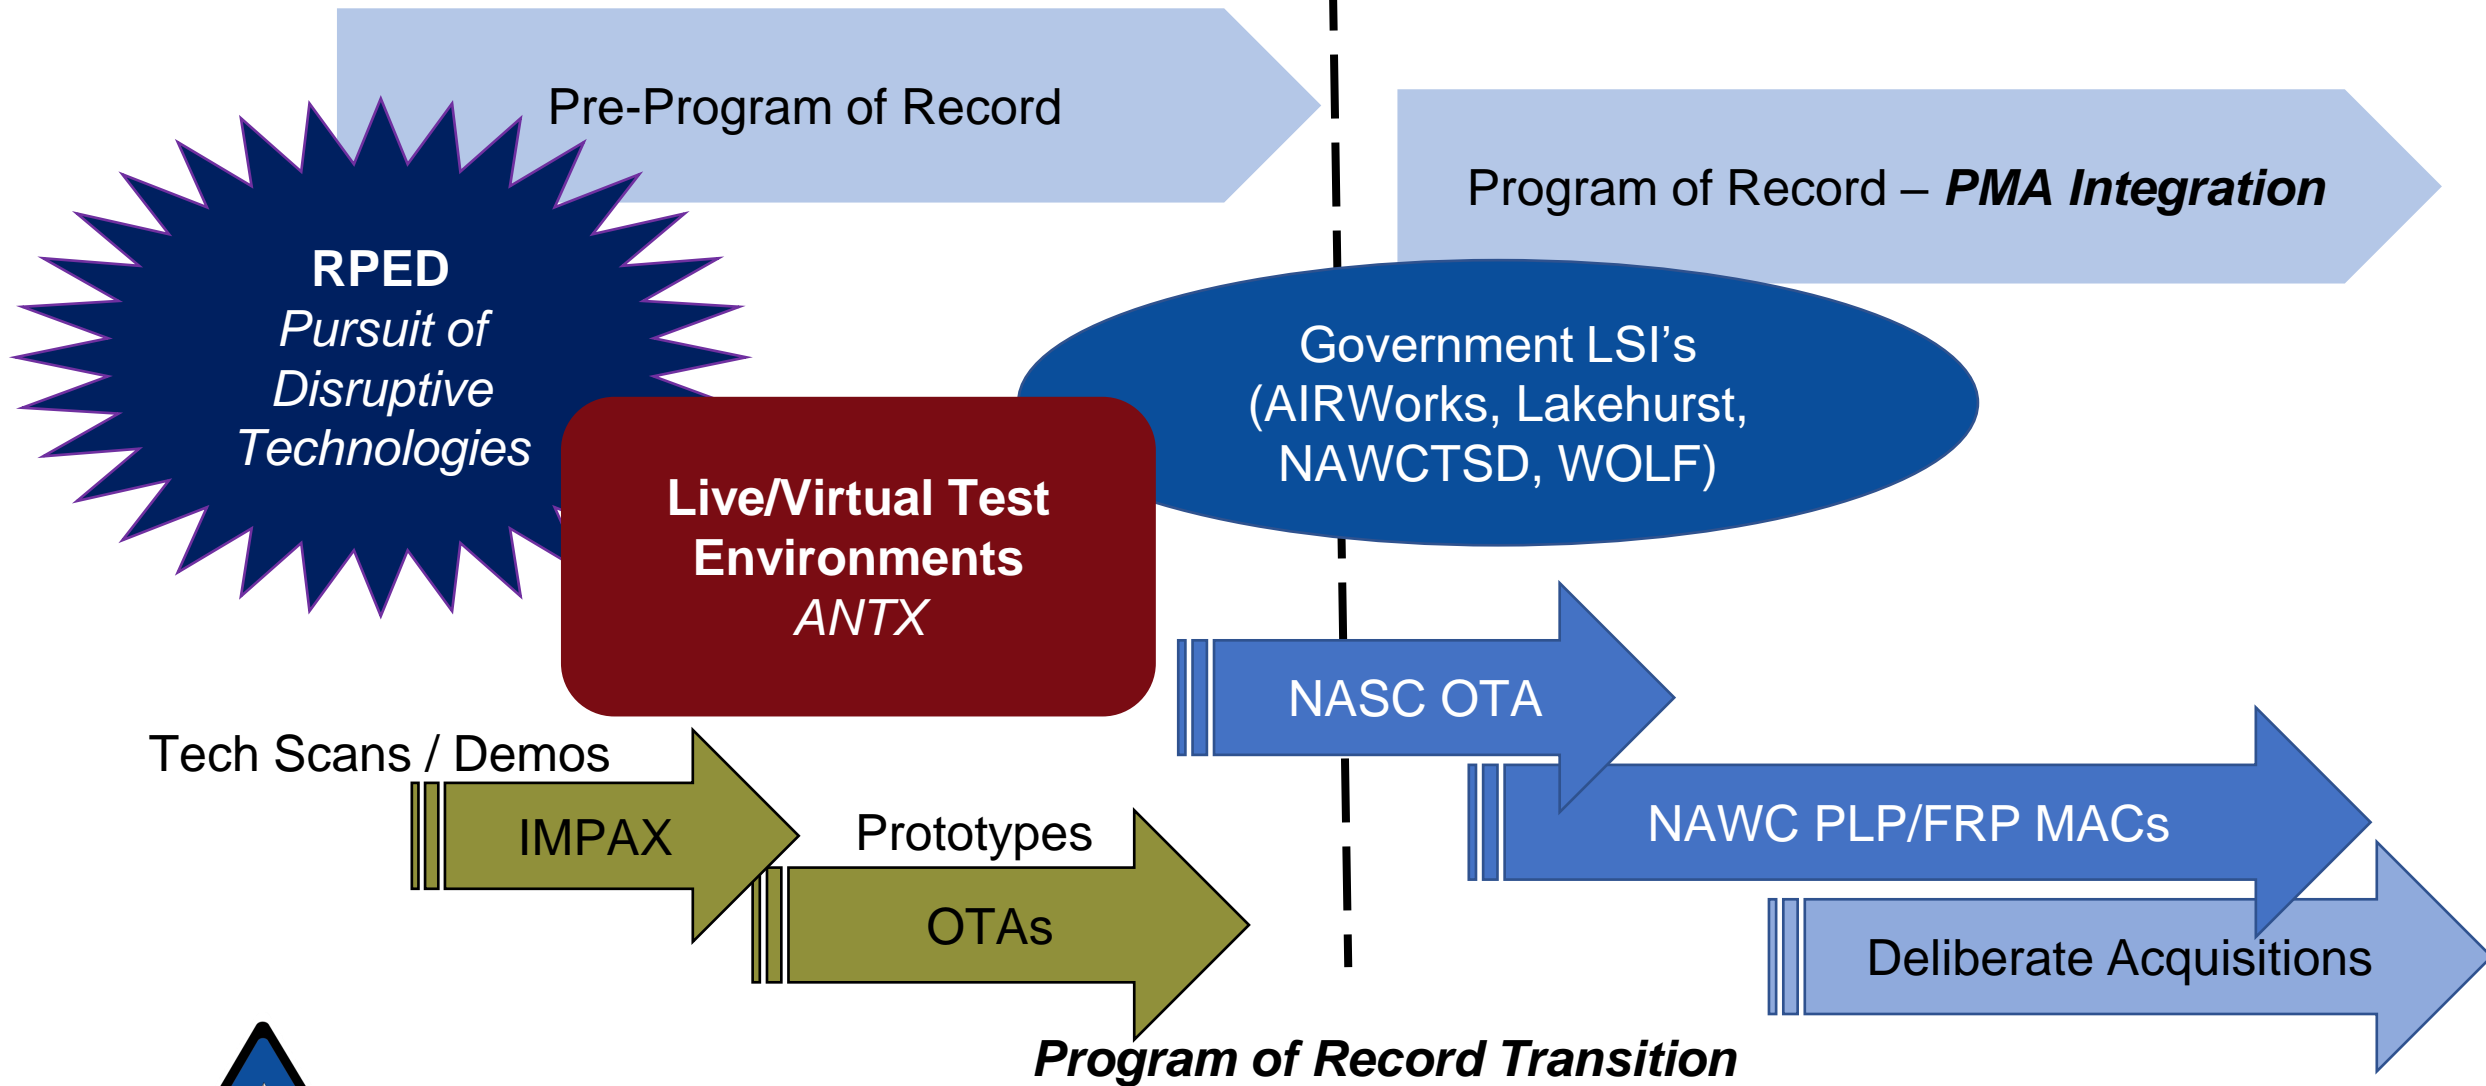 Pre-Program of Record
Program of Record – PMA Integration
RPED
Pursuit of
Disruptive
Technologies
Government LSI’s
(AIRWorks, Lakehurst,
NAWCTSD, WOLF)
Live/Virtual Test
Environments
ANTX
NASC OTA
Tech Scans / Demos
IMPAX
Prototypes
OTAs
NAWC PLP/FRP MACs
Deliberate Acquisitions
Program of Record Transition